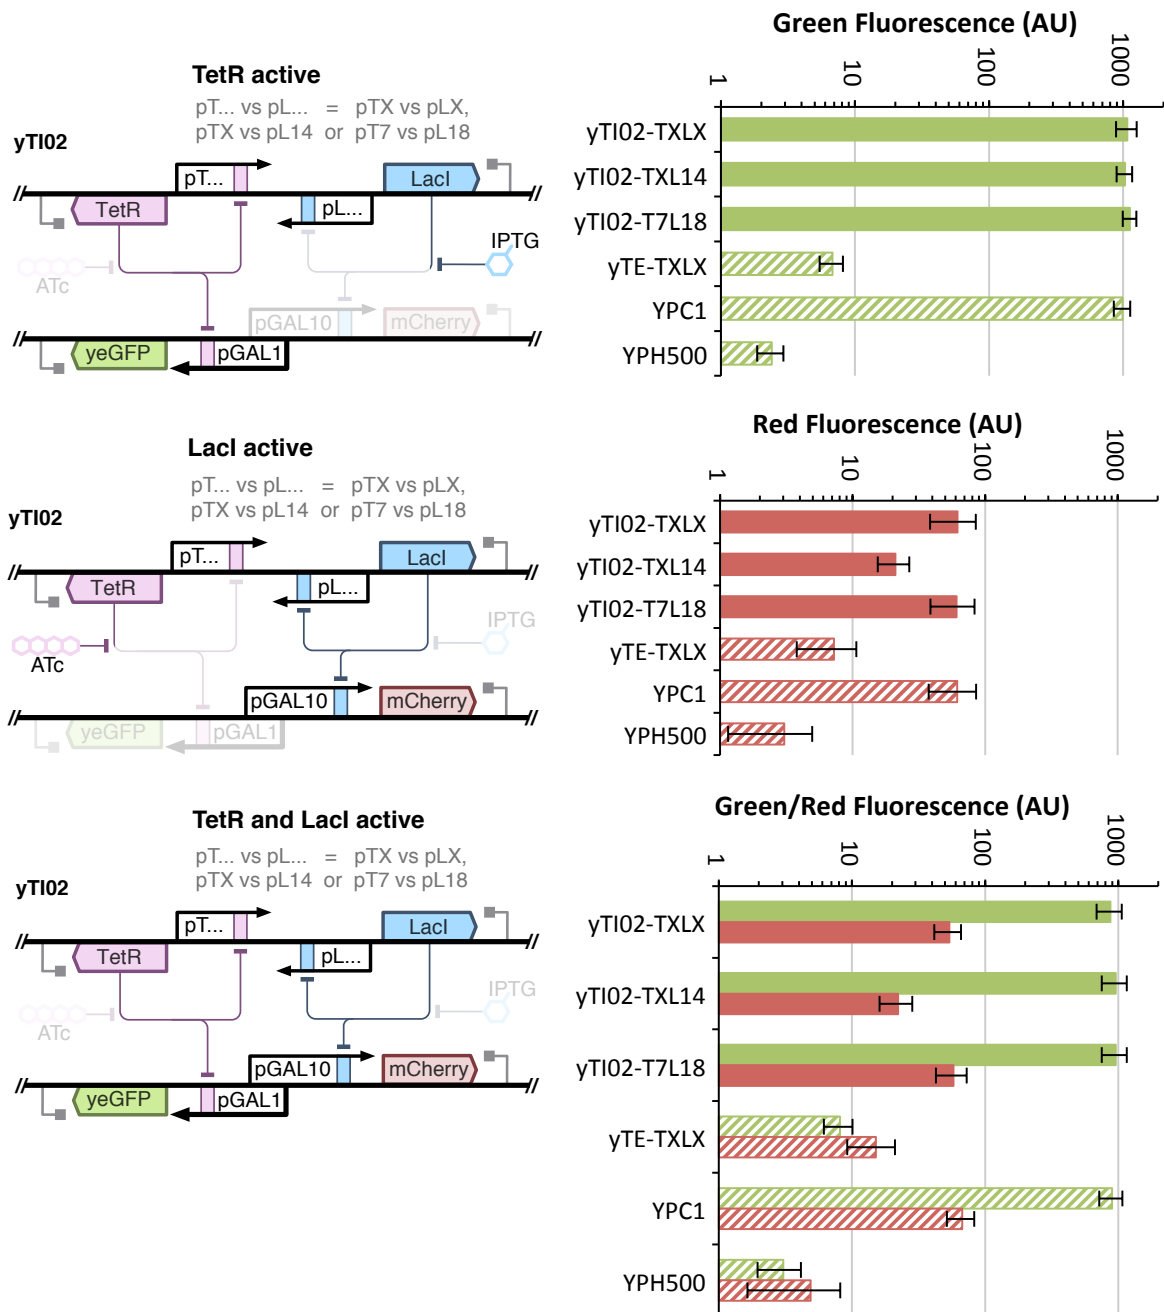 Green Fluorescence (AU)
1 10 100 1000
TetR active
pT... vs pL... = pTX vs pLX,
pTX vs pL14 or pT7 vs pL18
yTI02
pT...
LacI
TetR
pL...
IPTG
ATc
pGAL10
mCherry
yeGFP
pGAL1
yTI02-TXLX
yTI02-TXL14
yTI02-T7L18
yTE-TXLX
YPC1
YPH500
Red Fluorescence (AU)
1 10 100 1000
LacI active
pT... vs pL... = pTX vs pLX,
pTX vs pL14 or pT7 vs pL18
yTI02
pT...
LacI
TetR
pL...
IPTG
ATc
pGAL10
mCherry
yeGFP
pGAL1
yTI02-TXLX
yTI02-TXL14
yTI02-T7L18
yTE-TXLX
YPC1
YPH500
Green/Red Fluorescence (AU)
1 10 100 1000
TetR and LacI active
pT... vs pL... = pTX vs pLX,
pTX vs pL14 or pT7 vs pL18
yTI02
pT...
LacI
TetR
pL...
IPTG
ATc
pGAL10
mCherry
yeGFP
pGAL1
yTI02-TXLX
yTI02-TXL14
yTI02-T7L18
yTE-TXLX
YPC1
YPH500